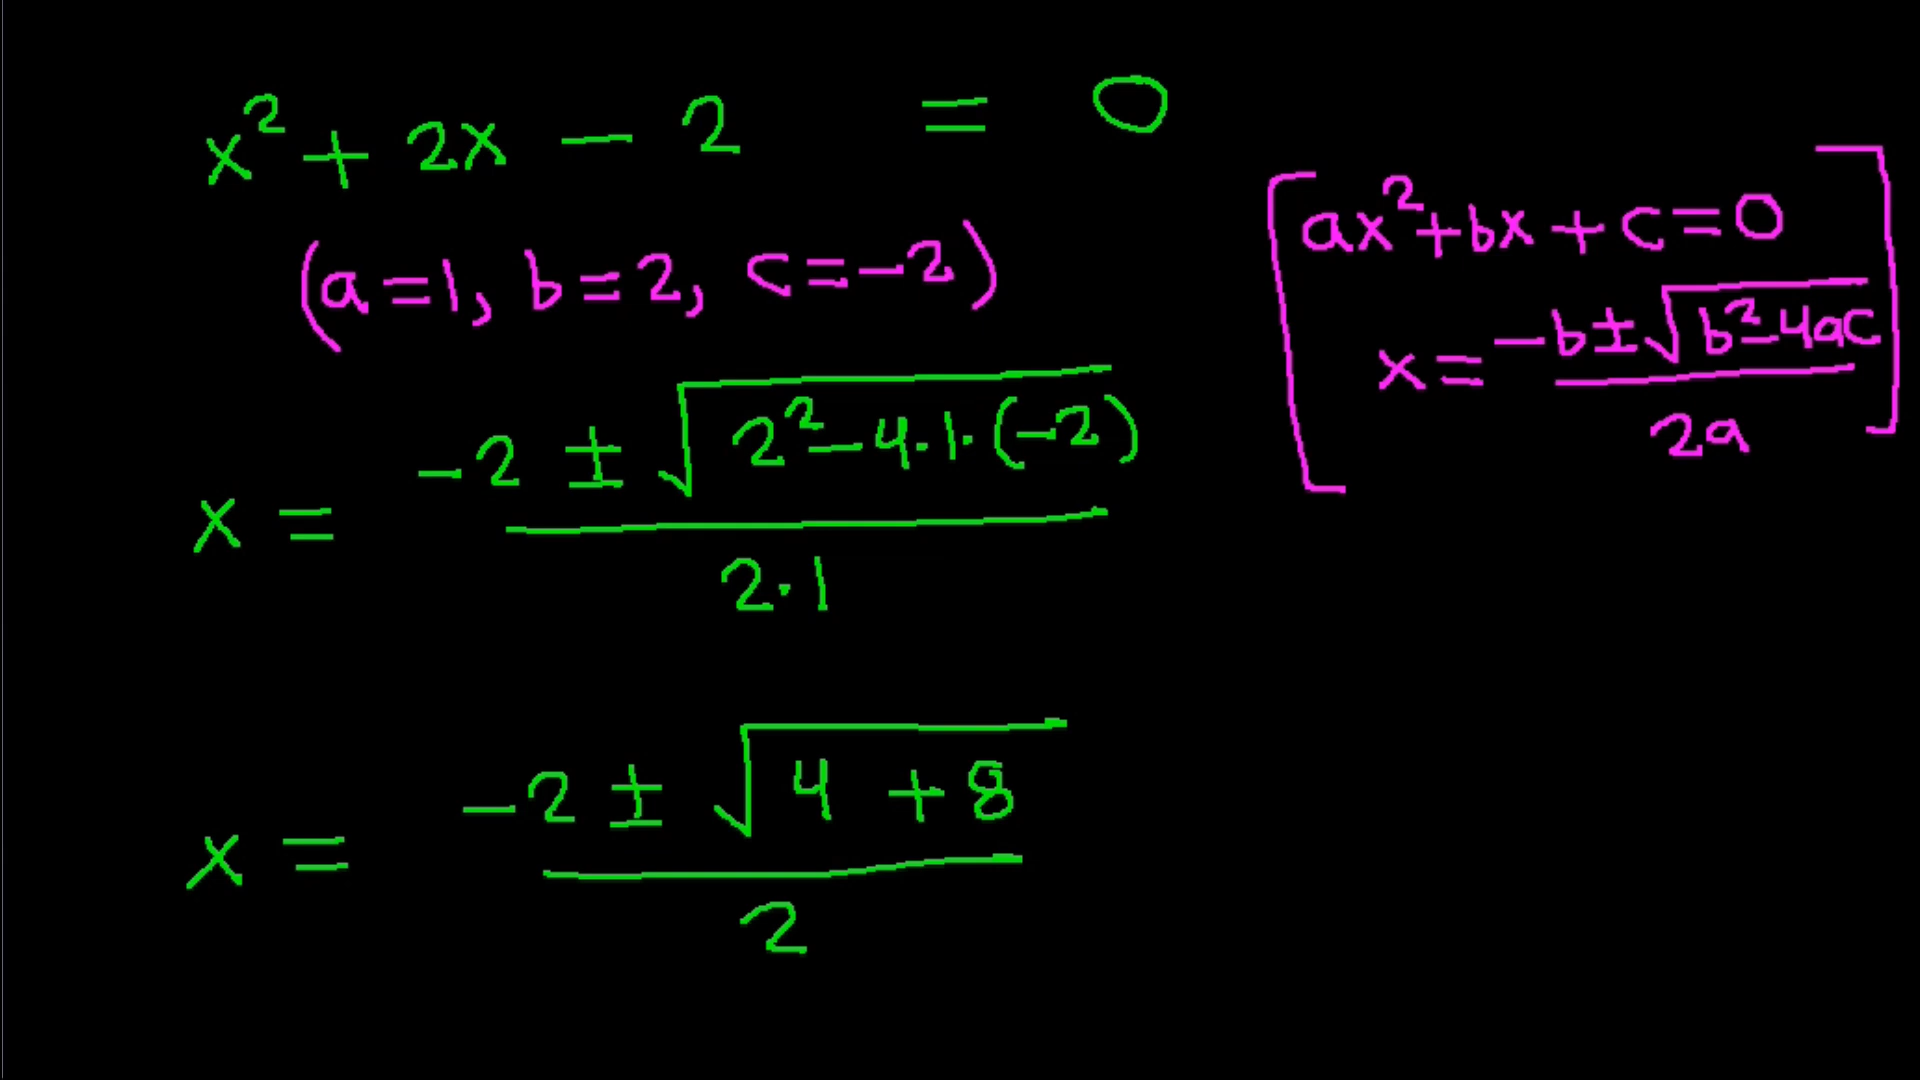 x² + 2x - 2 = 0
(a=1, b=2, c=-2)
x = (-2 ± √(2²-4·1·(-2)))/(2·1)
x = (-2 ± √(4 + 8))/2
[ax²+bx+c=0
x = (-b±√(b²-4ac))/(2a)]